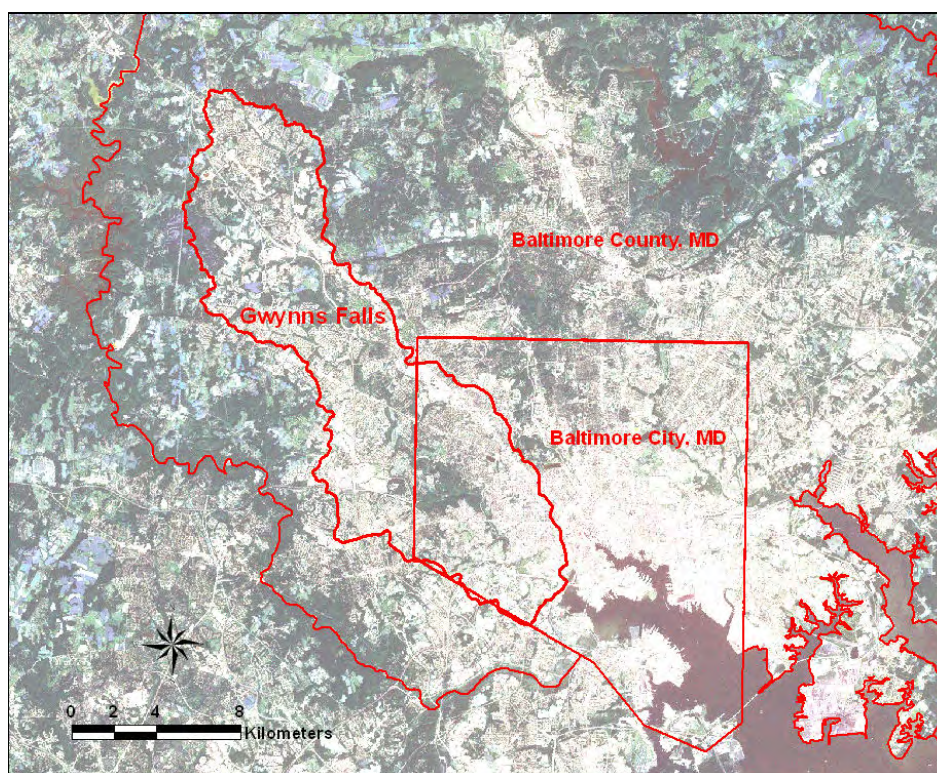 Baltimore County. MD
Gwynns Falls
Baltimore City. MD
0 2 4 8
Kilometers